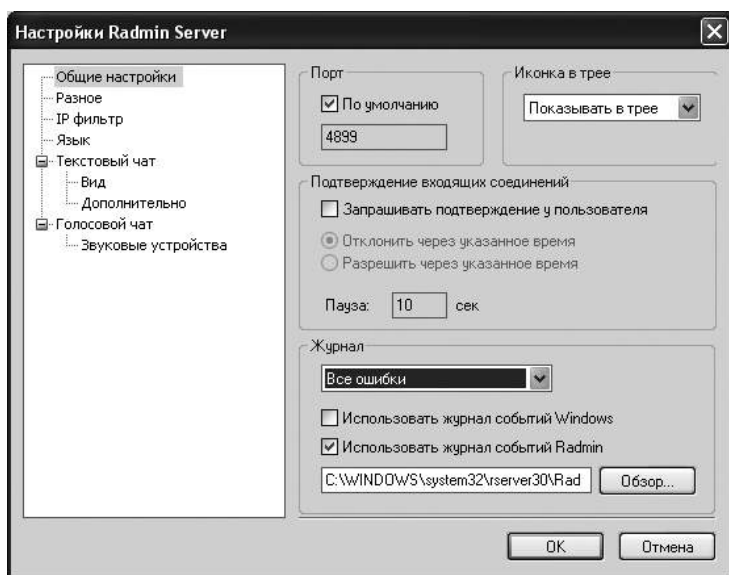 Настройки Radmin Server
Общие настройки
Разное
IP фильтр
Язык
Текстовый чат
Вид
Дополнительно
Голосовой чат
Звуковые устройства
Порт
По умолчанию
4899
Иконка в трее
Показывать в трее
Подтверждение входящих соединений
Запрашивать подтверждение у пользователя
Отклонить через указанное время
Разрешить через указанное время
Пауза: 10 сек
Журнал
Все ошибки
Использовать журнал событий Windows
Использовать журнал событий Radmin
C:\WINDOWS\system32\rserver30\Rad Обзор...
OK Отмена